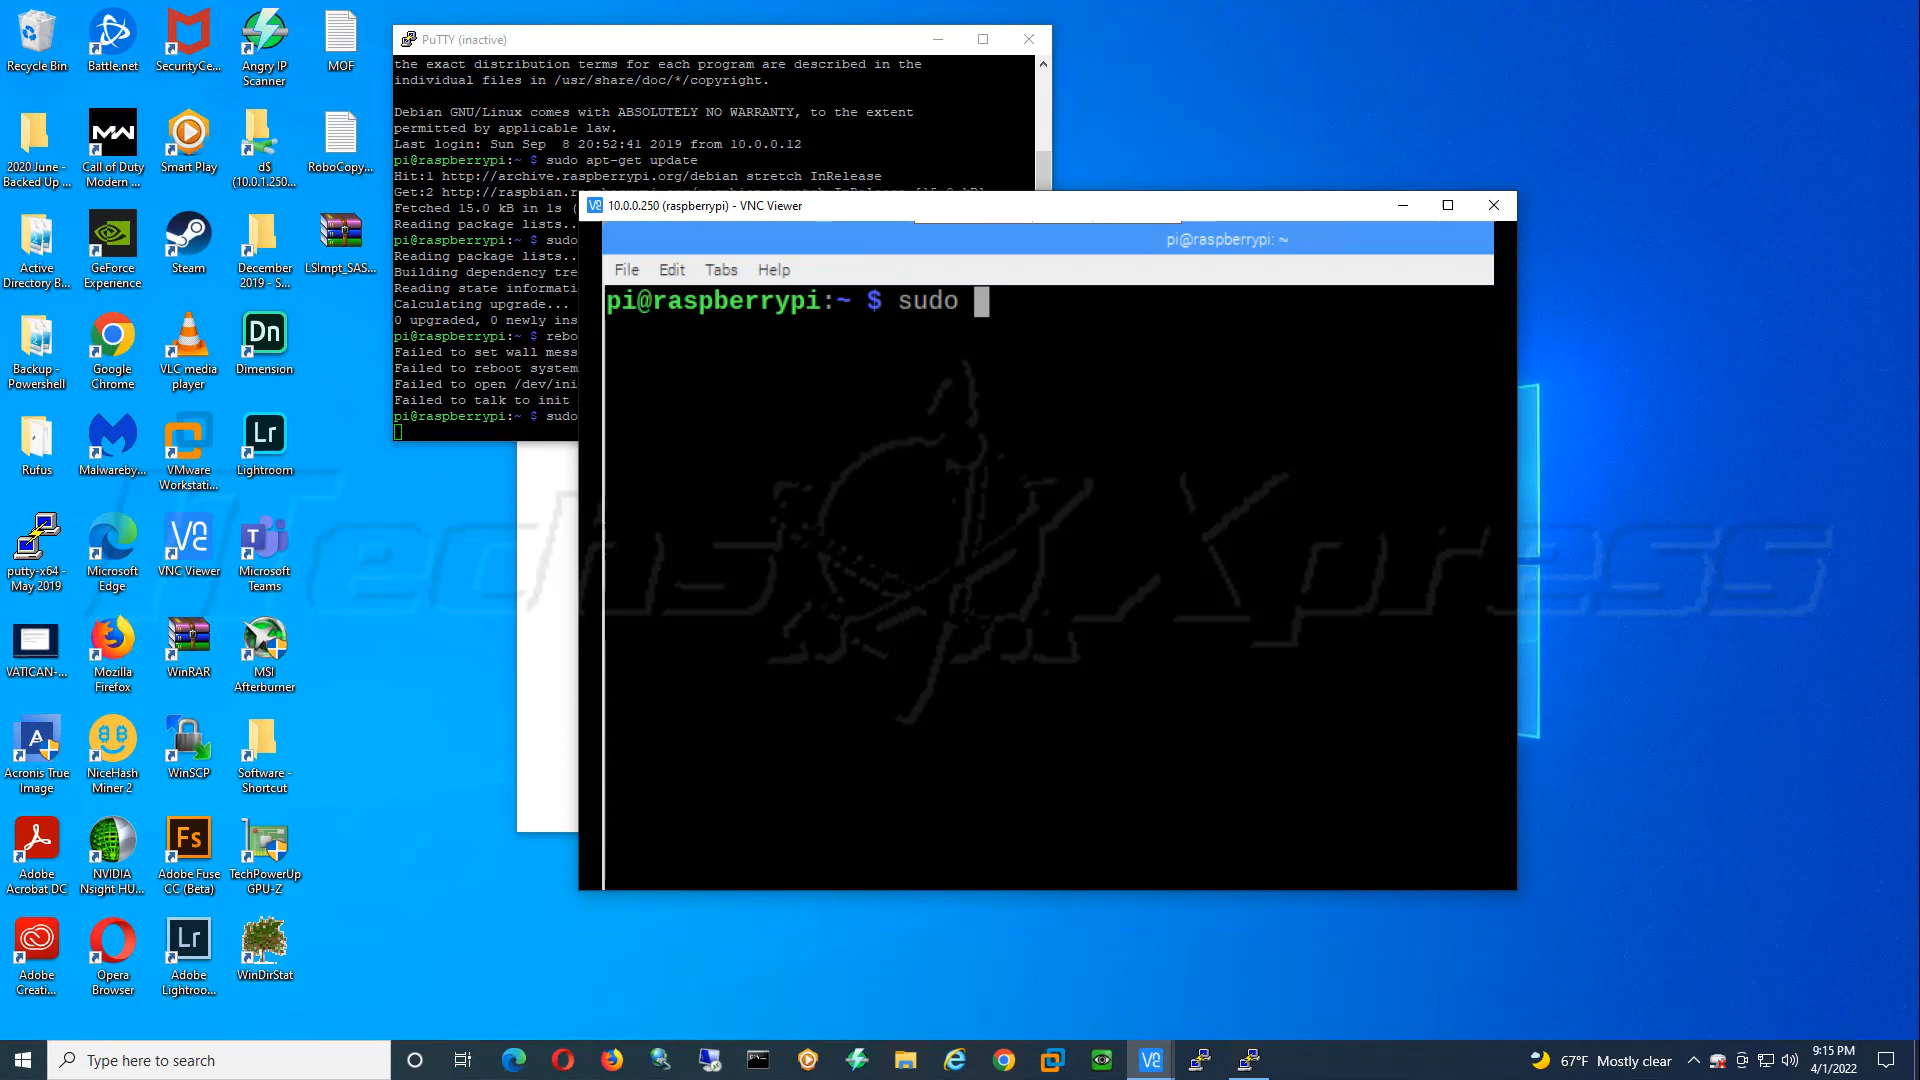 Recycle Bin
Battle.net
SecurityCe...
Angry IP
Scanner
MOF
2020 June -
Backed Up ...
Call of Duty
Modern ...
Smart Play
d$
(10.0.1.250...
RoboCopy...
Active
Directory B...
GeForce
Experience
Steam
December
2019 - S...
LSImpt_SAS...
Backup -
Powershell
Google
Chrome
VLC media
player
Dn
Dimension
Rufus
Malwareby...
VMware
Workstati...
Lr
Lightroom
putty-x64 -
May 2019
Microsoft
Edge
VNC Viewer
Microsoft
Teams
VATICAN-...
Mozilla
Firefox
WinRAR
MSI
Afterburner
Acronis True
Image
NiceHash
Miner 2
WinSCP
Software -
Shortcut
Adobe
Acrobat DC
NVIDIA
Nsight HU...
Fs
Adobe Fuse
CC (Beta)
TechPowerUp
GPU-Z
Adobe
Creati...
Opera
Browser
Lr
Adobe
Lightroo...
WinDirStat
PuTTY (inactive)
the exact distribution terms for each program are described in the
individual files in /usr/share/doc/*/copyright.
Debian GNU/Linux comes with ABSOLUTELY NO WARRANTY, to the extent
permitted by applicable law.
Last login: Sun Sep  8 20:52:41 2019 from 10.0.0.12
pi@raspberrypi:~ $ sudo apt-get update
Hit:1 http://archive.raspberrypi.org/debian stretch InRelease
Get:2 http://raspbian.
Fetched 15.0 kB in
Reading package lists..
pi@raspberrypi:~ $ sudo
Reading package lists..
Building dependency tre
Reading state informati
Calculating upgrade...
0 upgraded, 0 newly ins
pi@raspberrypi:~ $ rebo
Failed to set wall mess
Failed to reboot system
Failed to open /dev/ini
Failed to talk to init
pi@raspberrypi:~ $ sudo
10.0.0.250 (raspberrypi) - VNC Viewer
pi@raspberrypi: ~
File Edit Tabs Help
pi@raspberrypi:~ $ sudo
iTechs Xpress
Type here to search
67°F Mostly clear
9:15 PM
4/1/2022